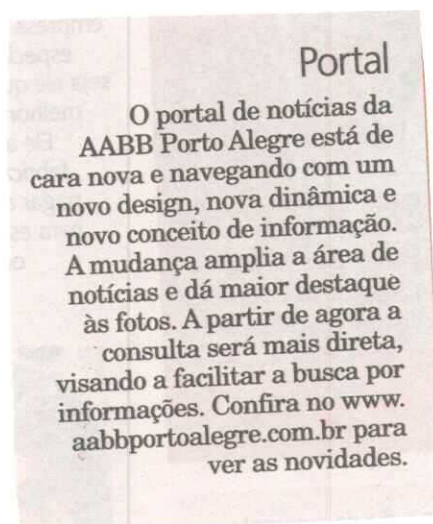 Portal
O portal de notícias da
AABB Porto Alegre está de
cara nova e navegando com um
novo design, nova dinâmica e
novo conceito de informação.
A mudança amplia a área de
notícias e dá maior destaque
às fotos. A partir de agora a
consulta será mais direta,
visando a facilitar a busca por
informações. Confira no www.
aabbportoalegre.com.br para
ver as novidades.